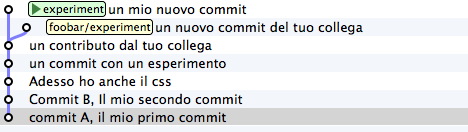 experiment un mio nuovo commit
foobar/experiment un nuovo commit del tuo collega
un contributo dal tuo collega
un commit con un esperimento
Adesso ho anche il css
Commit B, Il mio secondo commit
commit A, il mio primo commit